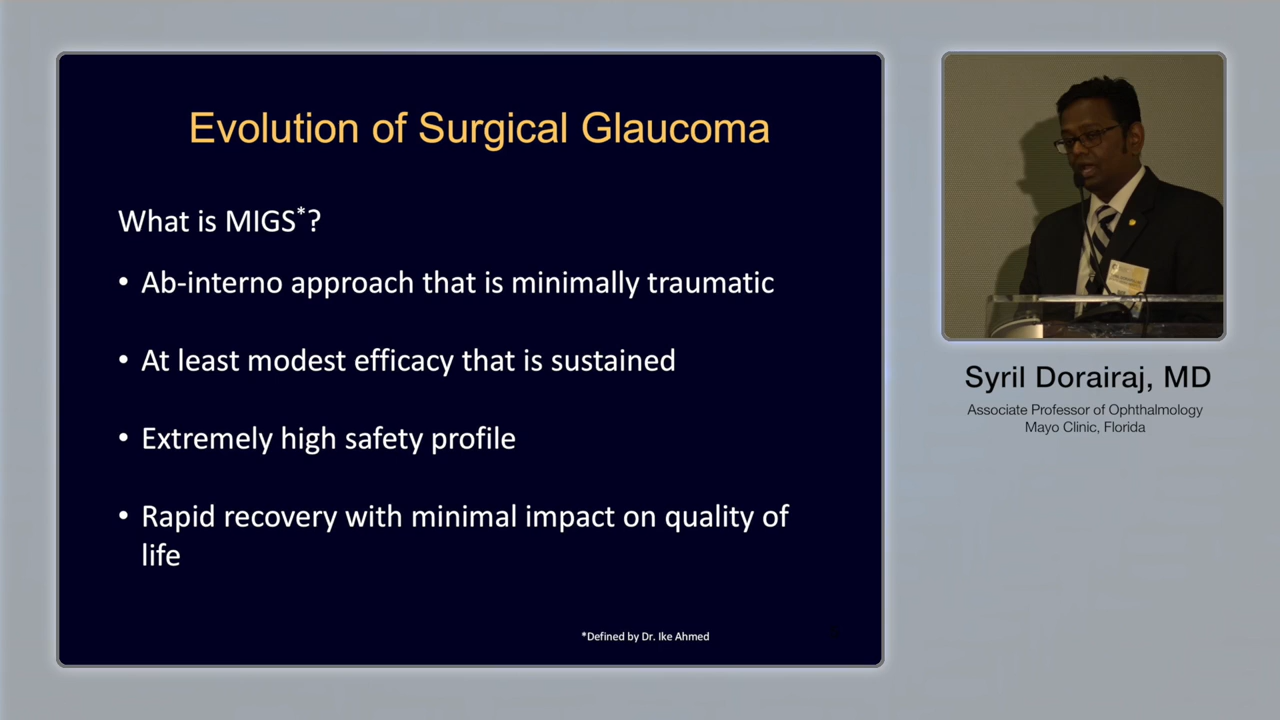 Evolution of Surgical Glaucoma
What is MIGS*?
• Ab-interno approach that is minimally traumatic
• At least modest efficacy that is sustained
• Extremely high safety profile
• Rapid recovery with minimal impact on quality of
life
*Defined by Dr. Ike Ahmed
Syril Dorairaj, MD
Associate Professor of Ophthalmology
Mayo Clinic, Florida